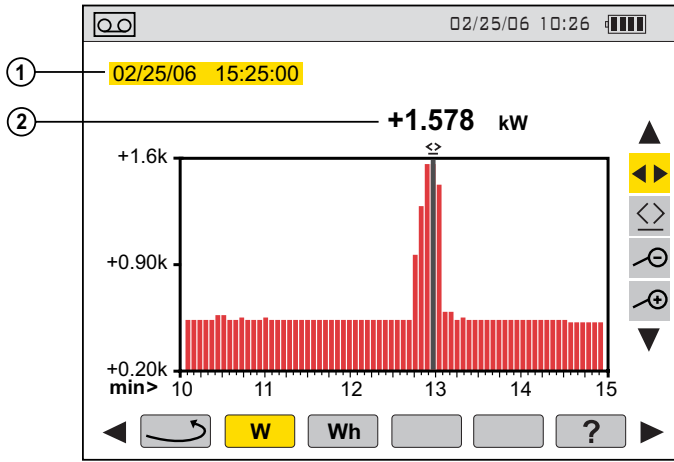 02/25/06 10:26
1 02/25/06 15:25:00
2 +1.578 kW
<>
+1.6k
<>
+0.90k
+0.20k
min> 10 11 12 13 14 15
W Wh ?